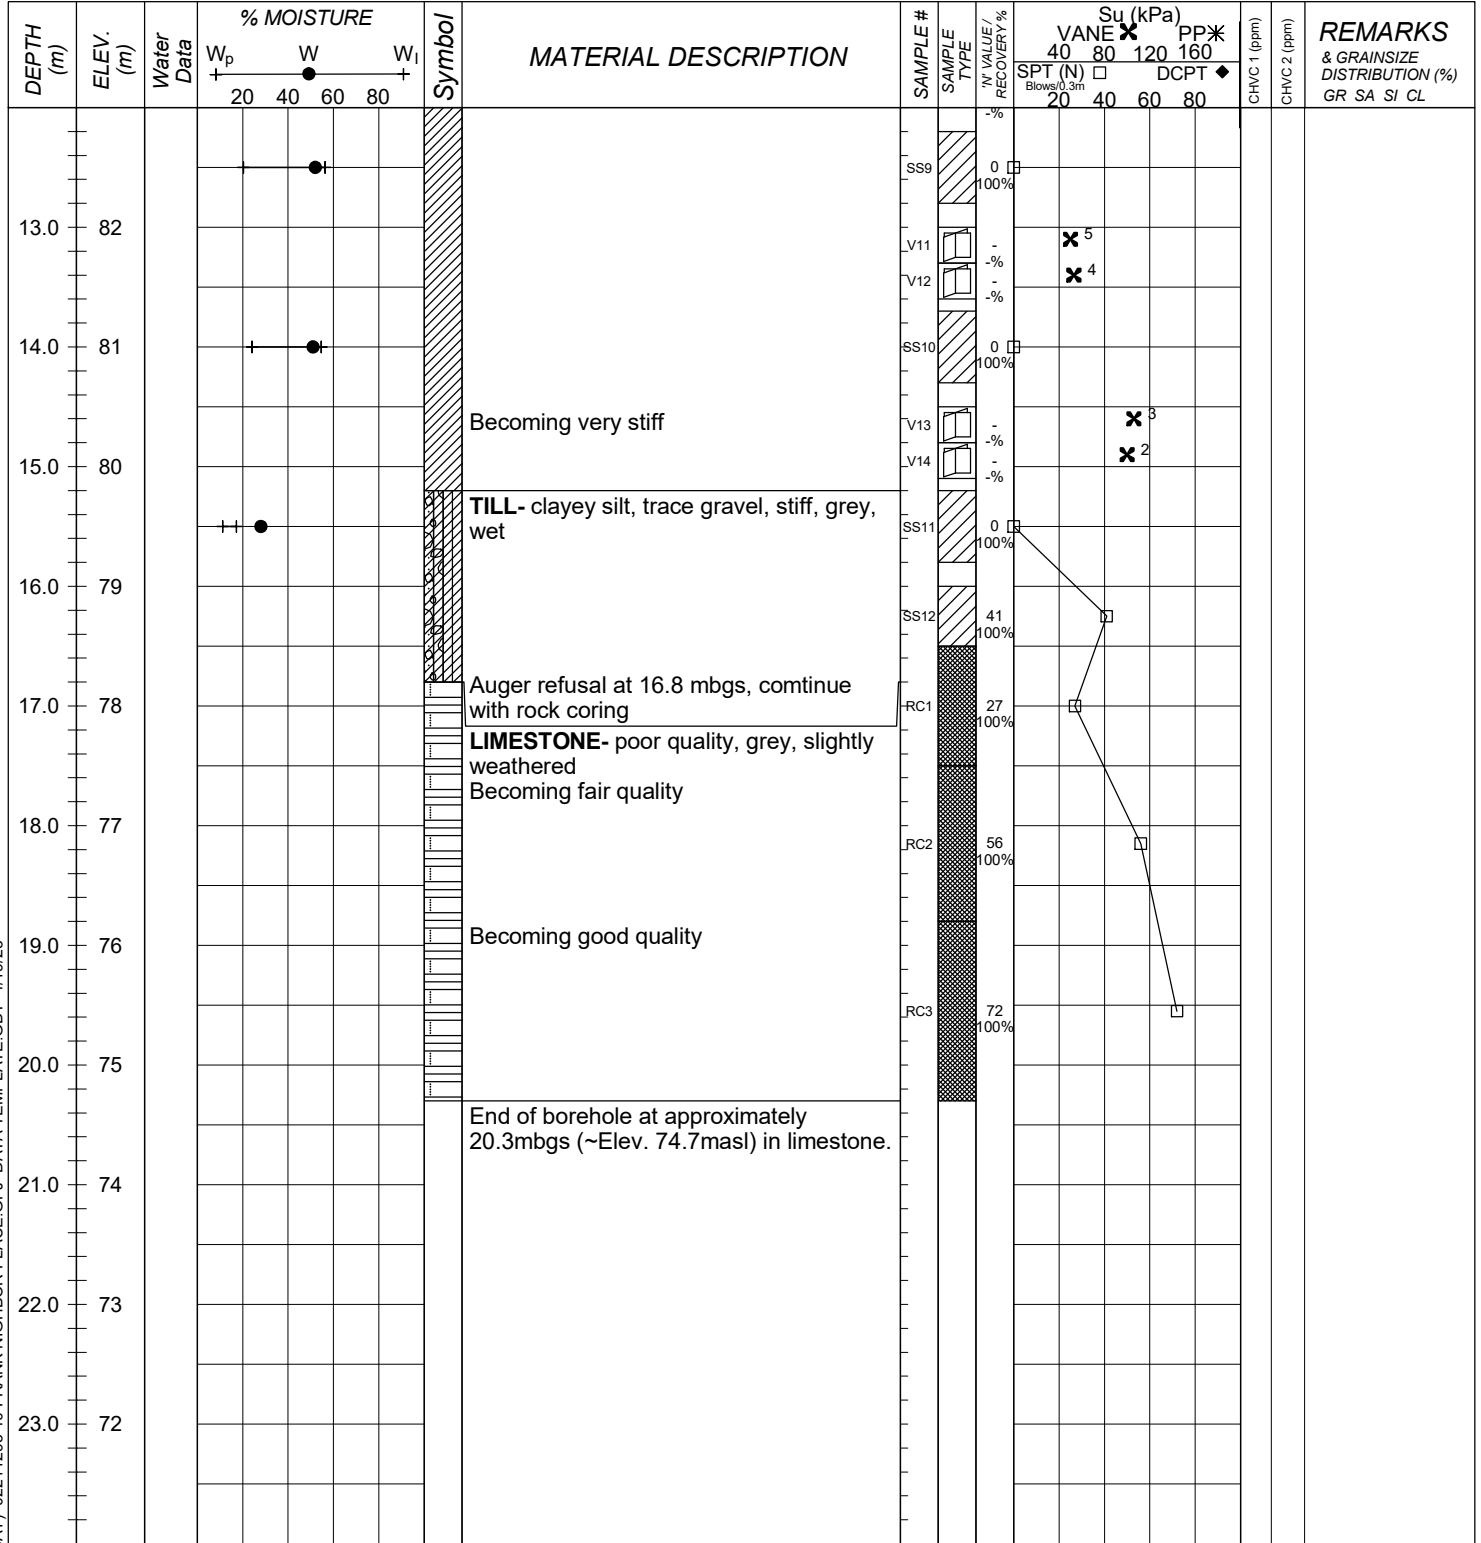 DEPTH (m)
ELEV. (m)
Water Data
% MOISTURE
Wp W Wl
20 40 60 80
Symbol
MATERIAL DESCRIPTION
SAMPLE #
SAMPLE TYPE
'N' VALUE / RECOVERY %
Su (kPa)
VANE PP
40 80 120 160
SPT (N) DCPT
Blows/0.3m
20 40 60 80
CHVC 1 (ppm)
CHVC 2 (ppm)
REMARKS
& GRAINSIZE
DISTRIBUTION (%)
GR SA SI CL
-%
SS9 0
100%
13.0 82
V11 - 5
-%
V12 - 4
-%
14.0 81
SS10 0
100%
Becoming very stiff
V13 - 3
-%
V14 - 2
-%
15.0 80
TILL- clayey silt, trace gravel, stiff, grey,
wet
SS11 0
100%
16.0 79
SS12 41
100%
Auger refusal at 16.8 mbgs, comtinue
with rock coring
17.0 78
RC1 27
100%
LIMESTONE- poor quality, grey, slightly
weathered
Becoming fair quality
18.0 77
RC2 56
100%
Becoming good quality
19.0 76
RC3 72
100%
20.0 75
End of borehole at approximately
20.3mbgs (~Elev. 74.7masl) in limestone.
21.0 74
22.0 73
23.0 72